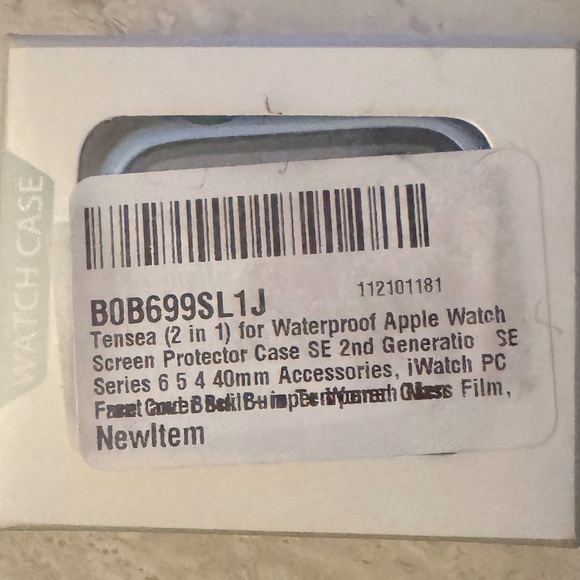 WATCH CASE
B0B699SL1J
112101181
Tensea (2 in 1) for Waterproof Apple Watch
Screen Protector Case SE 2nd Generatio SE
Series 6 5 4 40mm Accessories, iWatch PC
Film,
NewItem